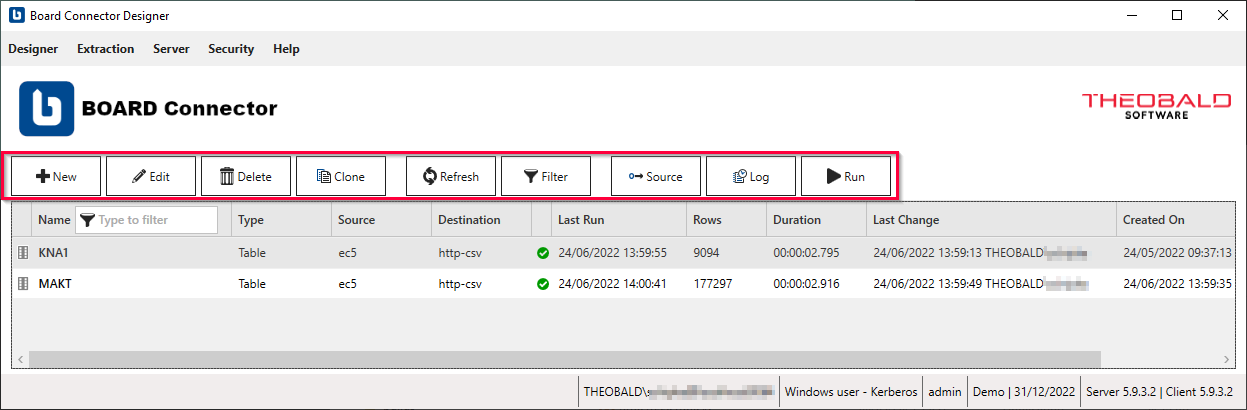 Board Connector Designer
Designer Extraction Server Security Help
BOARD Connector
THEOBALD
SOFTWARE
New Edit Delete Clone Refresh Filter Source Log Run
Name Type to filter Type Source Destination Last Run Rows Duration Last Change Created On
KNA1 Table ec5 http-csv 24/06/2022 13:59:55 9094 00:00:02.795 24/06/2022 13:59:13 THEOBALD 24/05/2022 09:37:13
MAKT Table ec5 http-csv 24/06/2022 14:00:41 177297 00:00:02.916 24/06/2022 13:59:49 THEOBALD 24/06/2022 13:59:35
THEOBALD\ Windows user - Kerberos admin Demo | 31/12/2022 Server 5.9.3.2 | Client 5.9.3.2